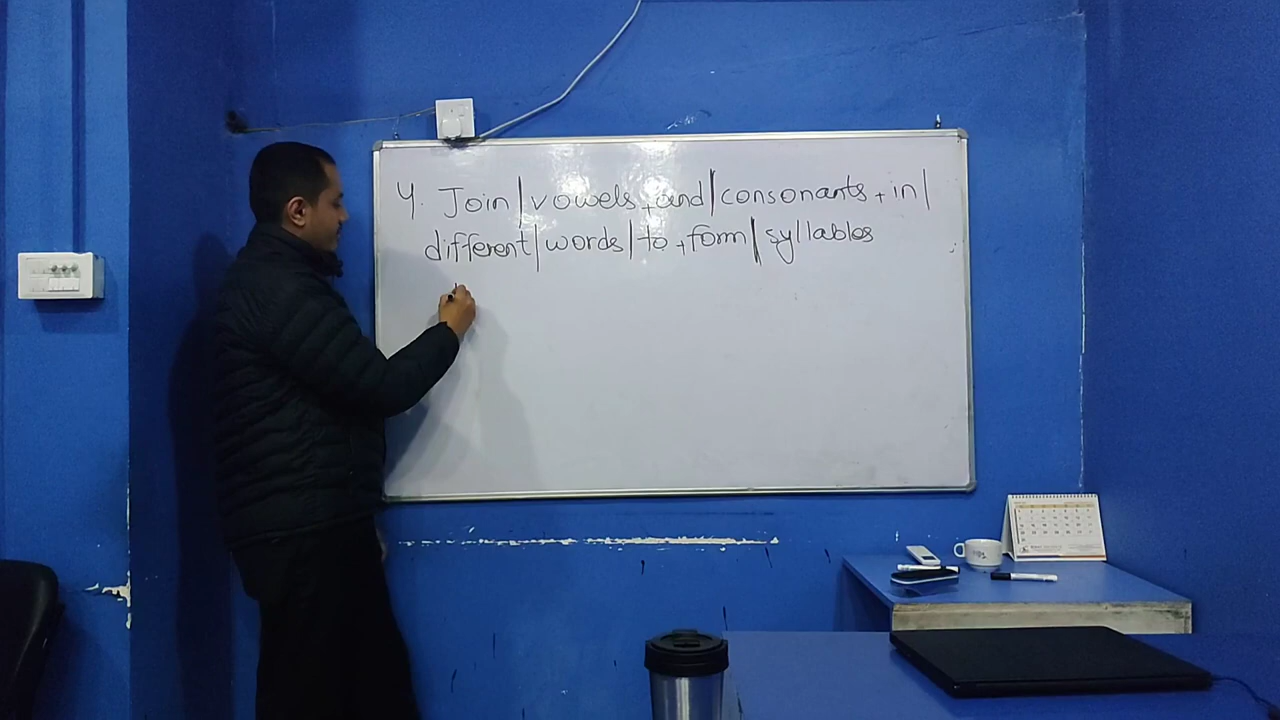 4. Join | vowels + and | consonants + in |
different | words | to + form | syllables